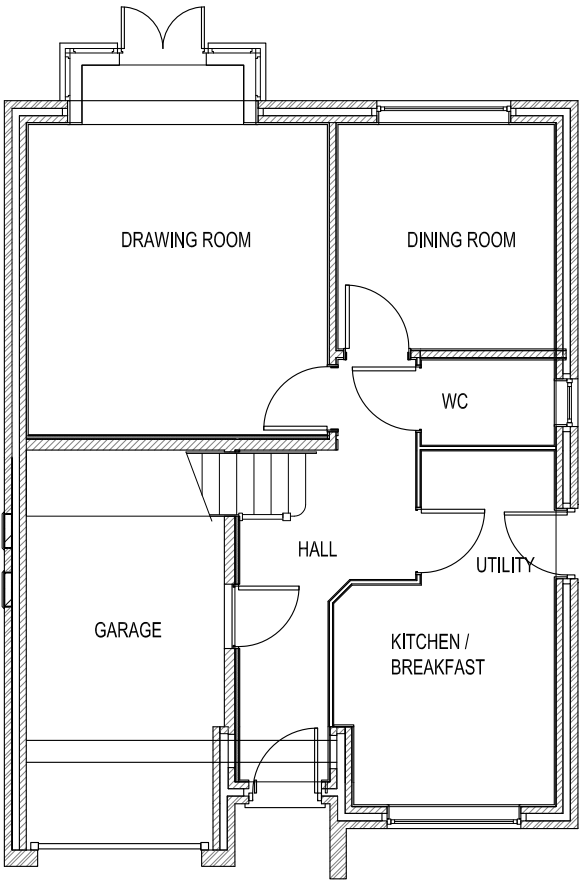 DRAWING ROOM
DINING ROOM
WC
HALL
UTILITY
GARAGE
KITCHEN /
BREAKFAST